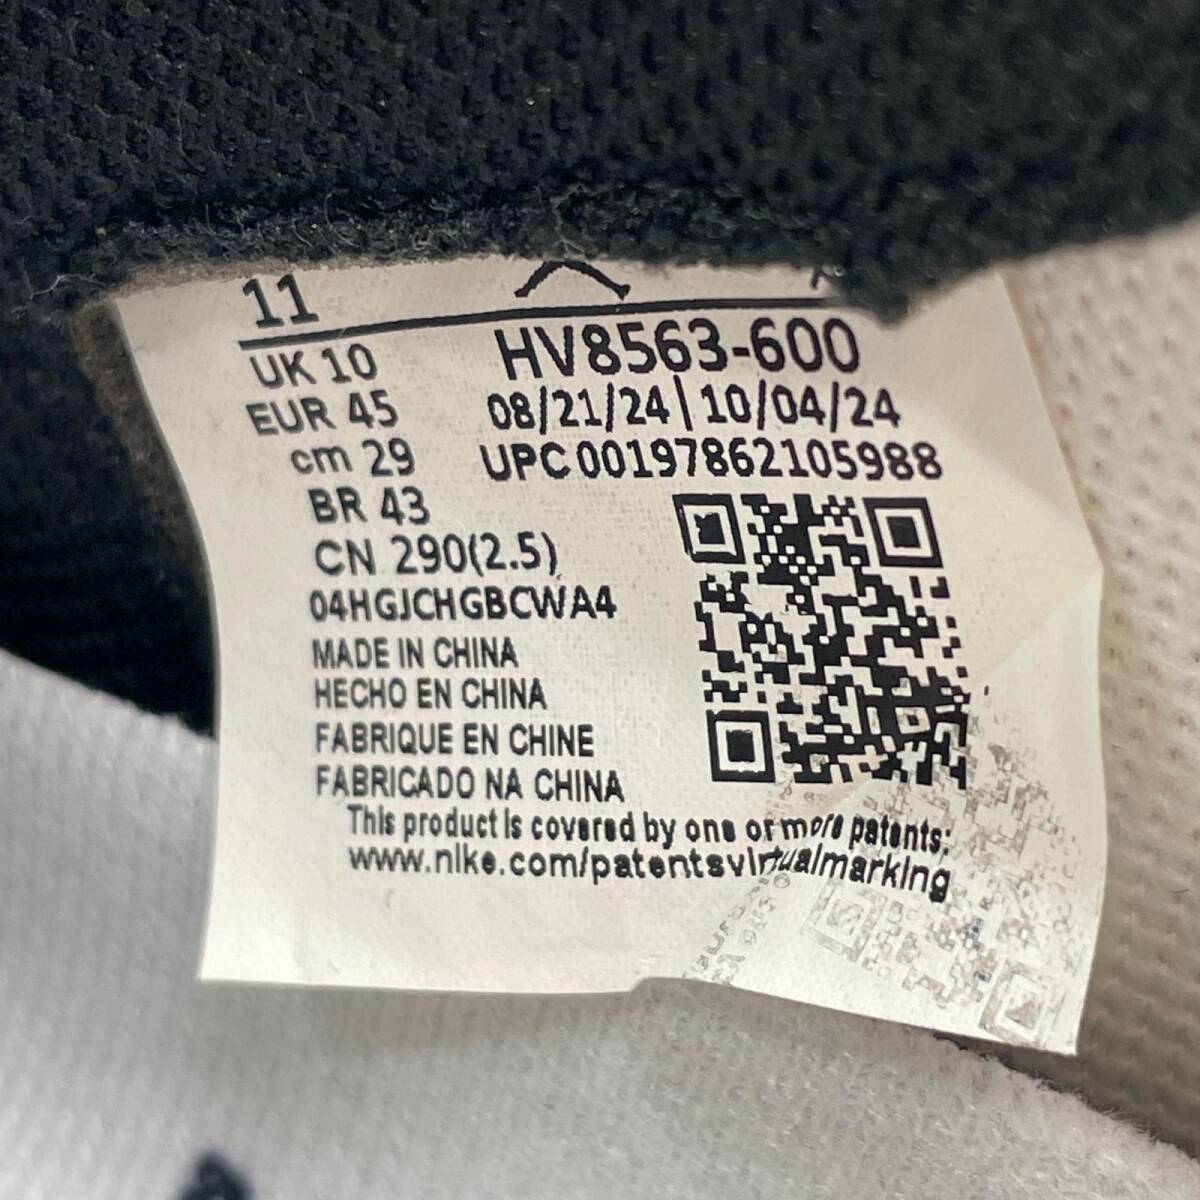 11
UK 10
EUR 45
cm 29
BR 43
CN 290(2.5)
04HGJCHGBCWA4
MADE IN CHINA
HECHO EN CHINA
FABRIQUE EN CHINE
FABRICADO NA CHINA
HV8563-600
08/21/24 | 10/04/24
UPC 00197862105988
This product is covered by one or more patents:
www.nike.com/patentsvirtualmarking